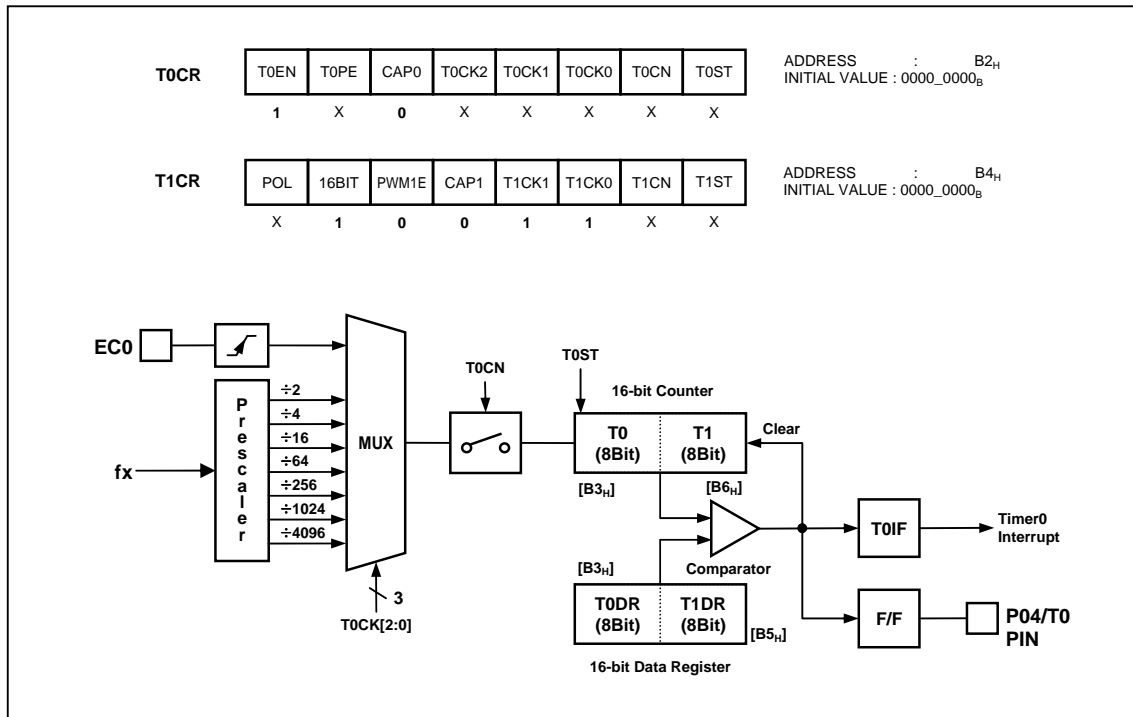 T0CR T0EN T0PE CAP0 T0CK2 T0CK1 T0CK0 T0CN T0ST
ADDRESS : B2H
INITIAL VALUE : 0000_0000B
1 X 0 X X X X X
T1CR POL 16BIT PWM1E CAP1 T1CK1 T1CK0 T1CN T1ST
ADDRESS : B4H
INITIAL VALUE : 0000_0000B
X 1 0 0 1 1 X X
EC0
fx
Prescaler
÷2
÷4
÷16
÷64
÷256
÷1024
÷4096
MUX
3
T0CK[2:0]
T0CN
T0ST
16-bit Counter
T0
(8Bit)
T1
(8Bit)
Clear
[B3H]
[B6H]
Comparator
[B3H]
T0DR
(8Bit)
T1DR
(8Bit)
[B5H]
16-bit Data Register
T0IF
Timer0
Interrupt
F/F
P04/T0
PIN